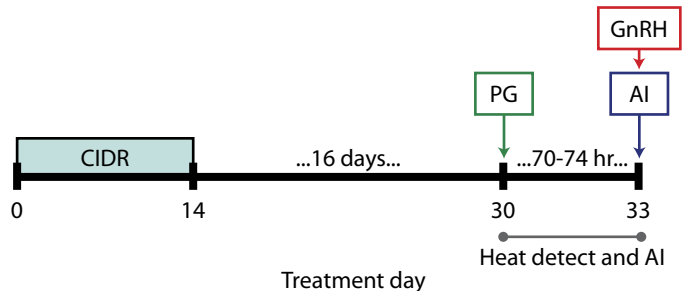 GnRH
PG
AI
CIDR
...16 days...
...70-74 hr...
0
14
30
33
Heat detect and AI
Treatment day